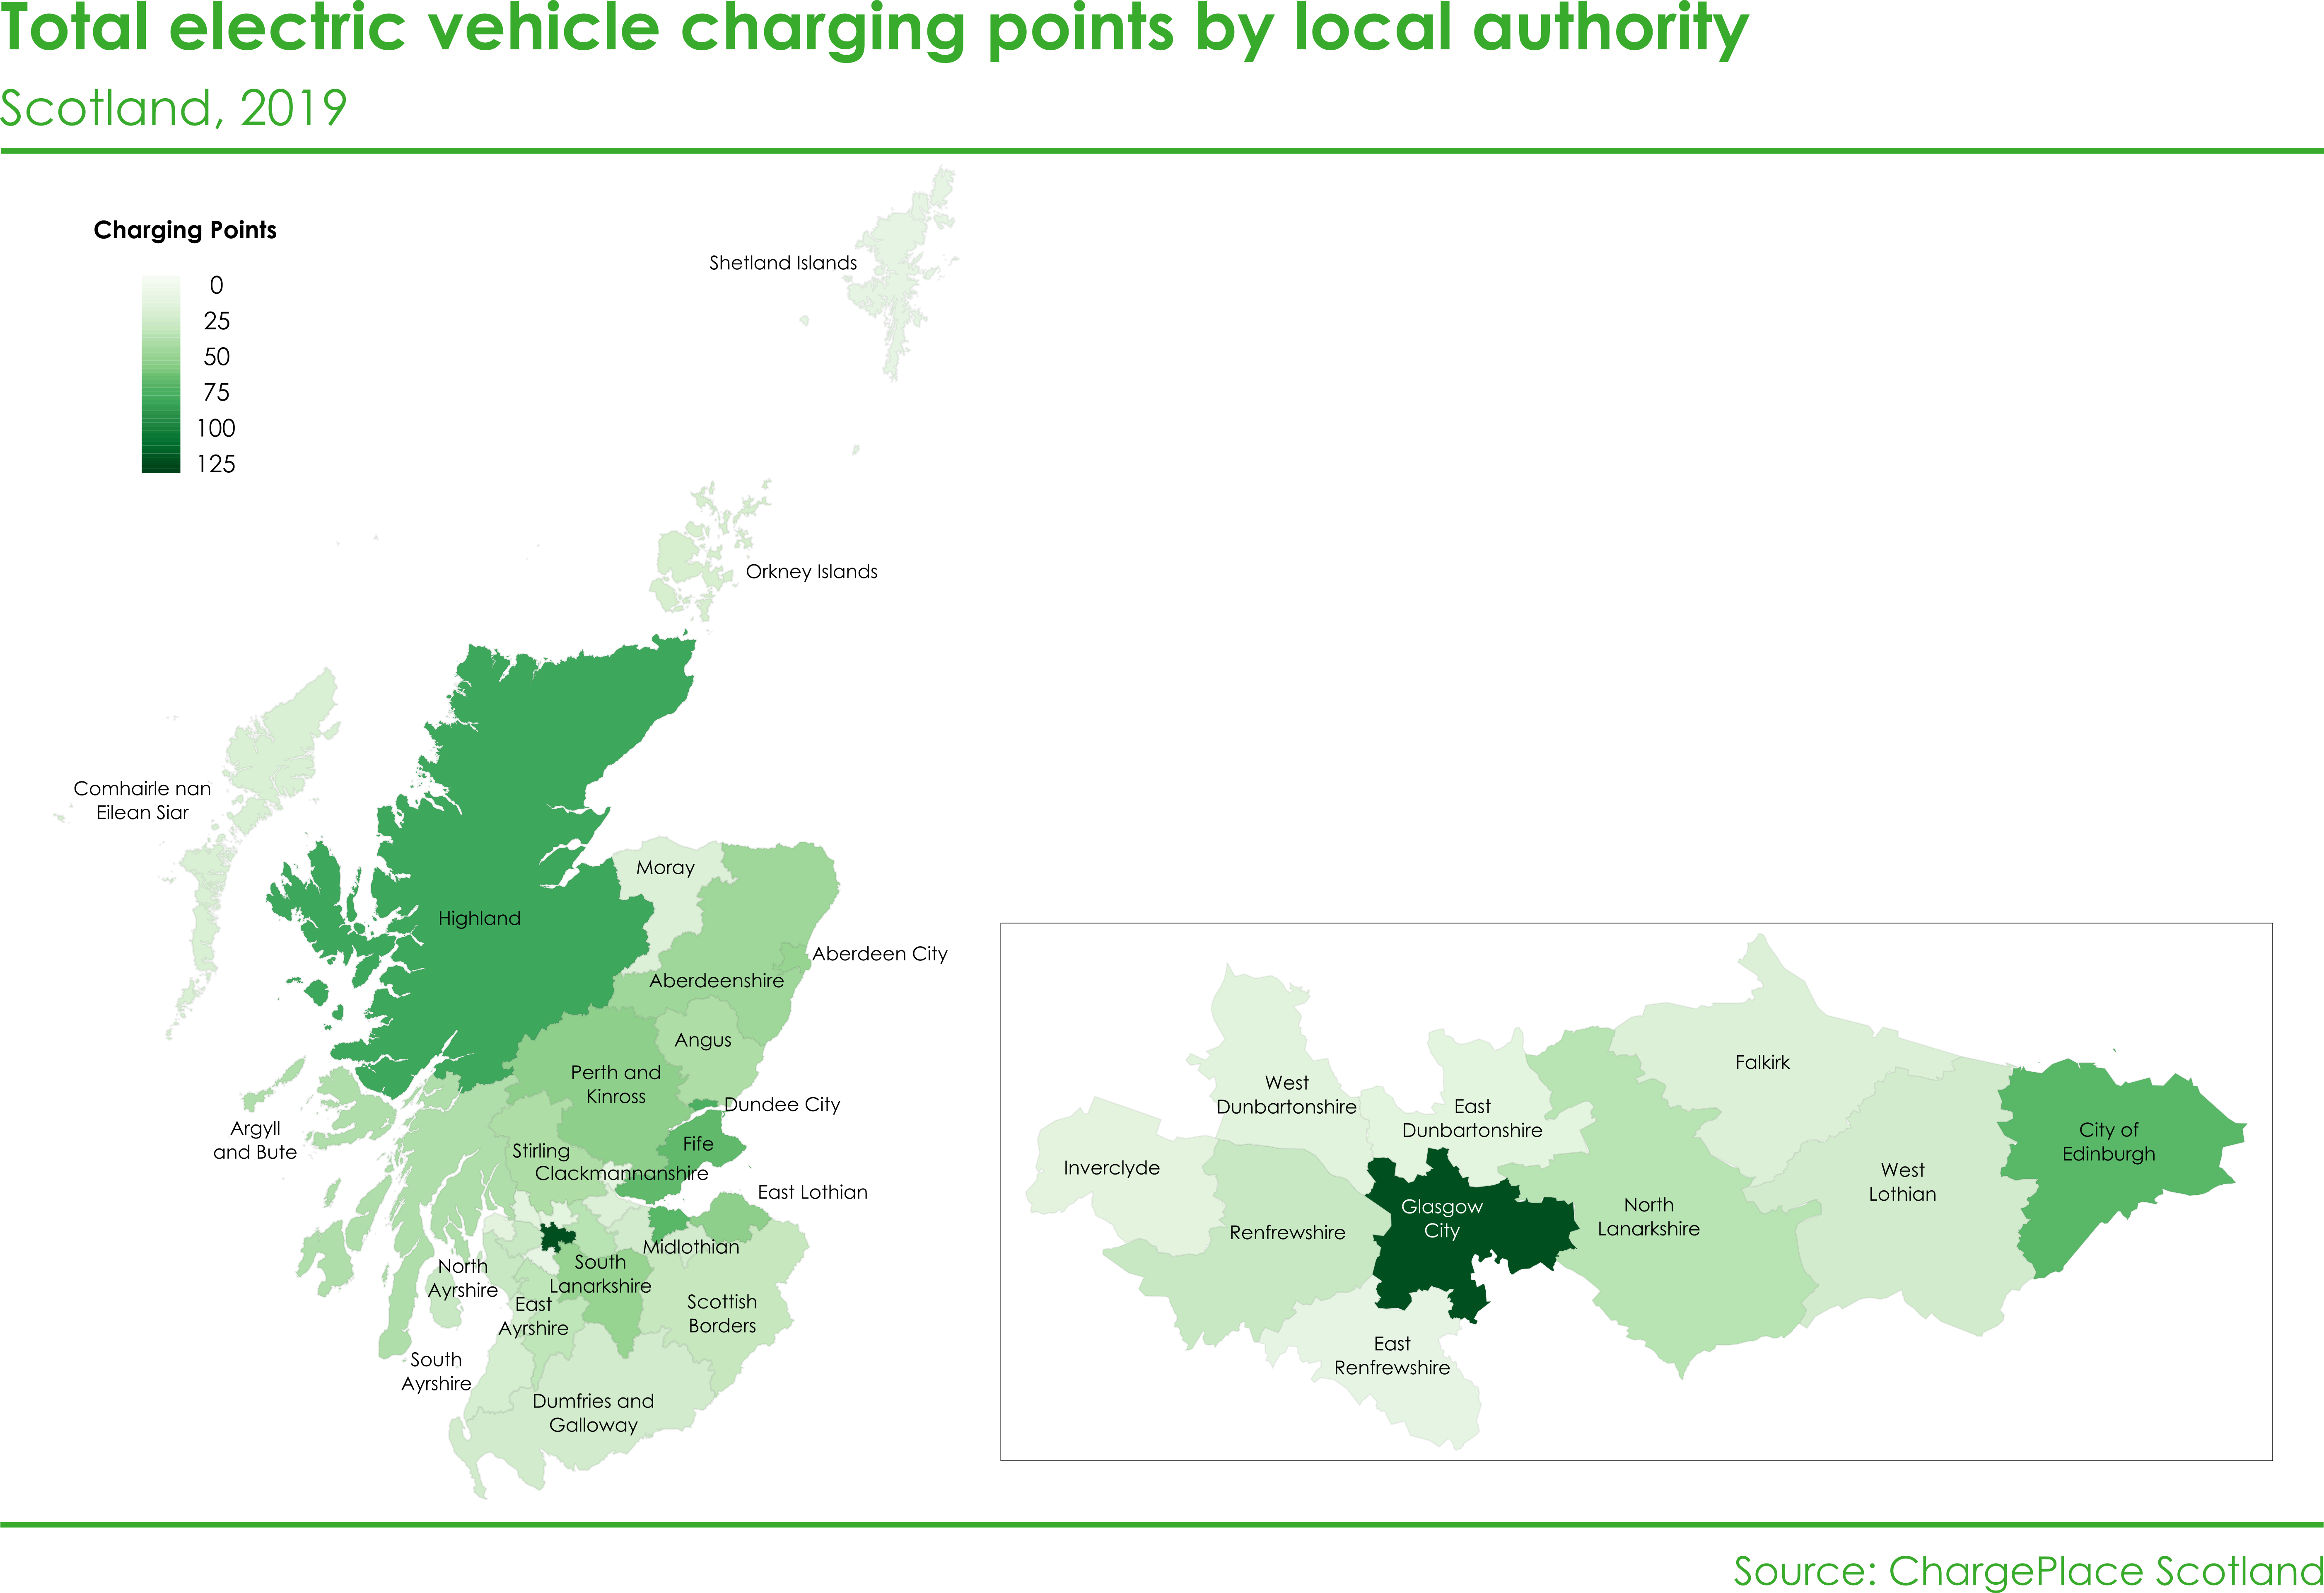 Total electric vehicle charging points by local authority
Scotland, 2019
Charging Points
0
25
50
75
100
125
Shetland Islands
Orkney Islands
Comhairle nan
Eilean Siar
Moray
Highland
Aberdeen City
Aberdeenshire
Angus
Perth and
Kinross
Dundee City
Argyll
and Bute
Fife
Stirling
Clackmannanshire
East Lothian
Midlothian
North
Ayrshire
South
Lanarkshire
East
Ayrshire
Scottish
Borders
South
Ayrshire
Dumfries and
Galloway
Falkirk
West
Dunbartonshire
East
Dunbartonshire
City of
Edinburgh
Inverclyde
West
Lothian
Renfrewshire
Glasgow
City
North
Lanarkshire
East
Renfrewshire
Source: ChargePlace Scotland